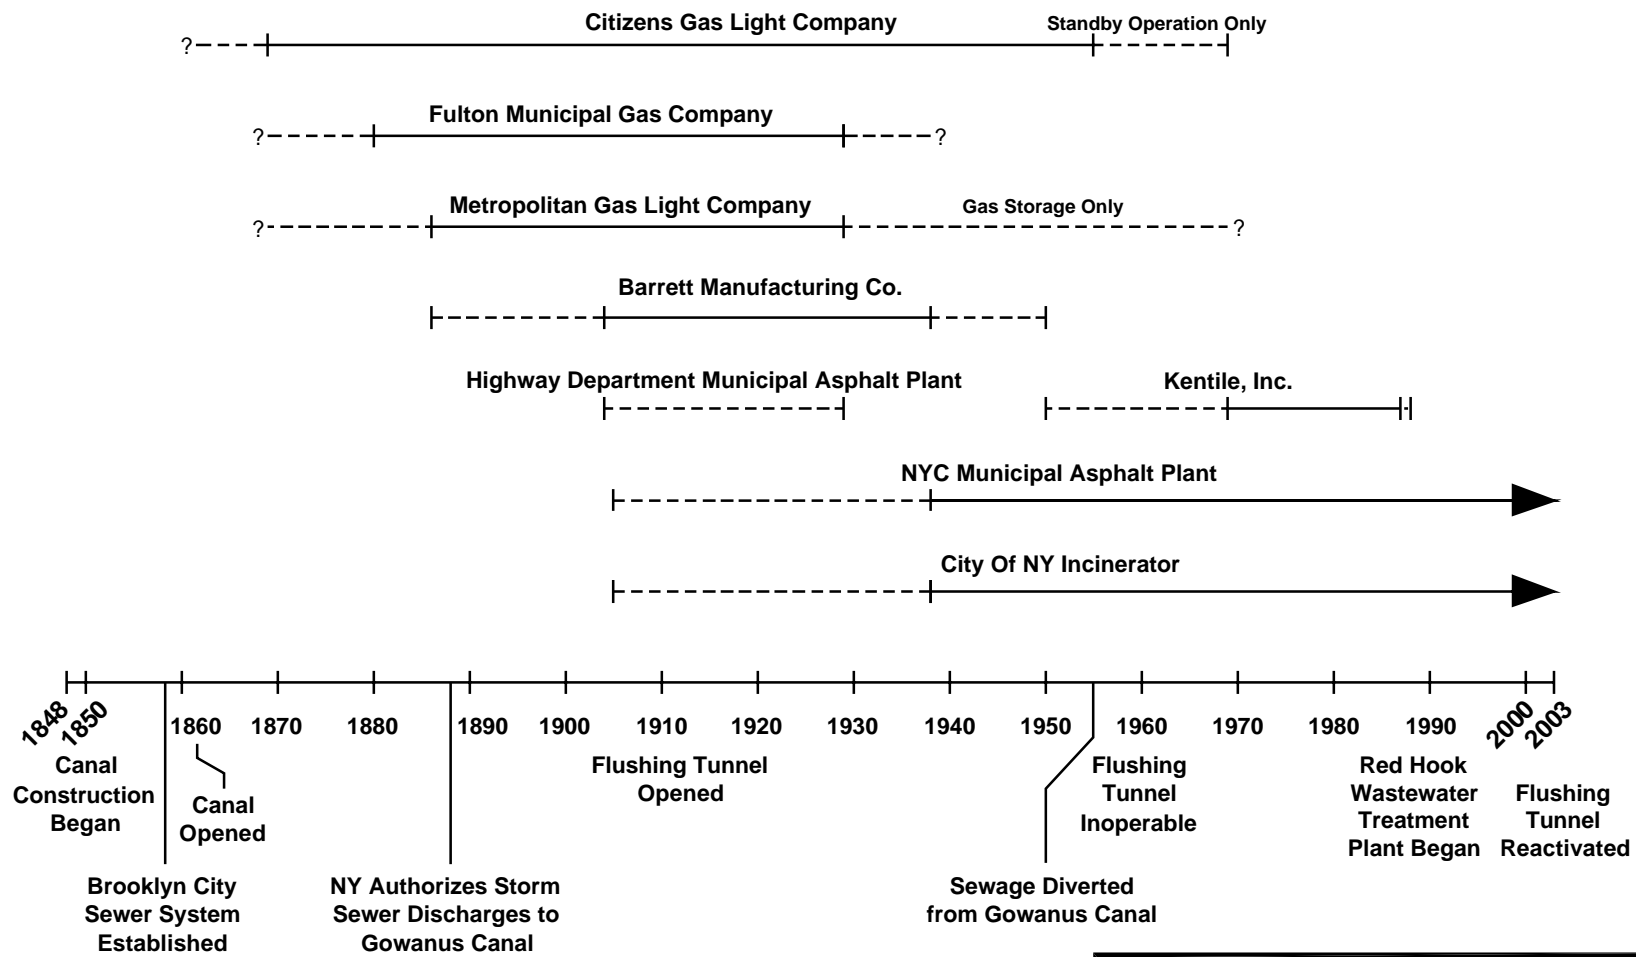 Citizens Gas Light Company
Standby Operation Only
?
Fulton Municipal Gas Company
?
?
Metropolitan Gas Light Company
Gas Storage Only
?
?
Barrett Manufacturing Co.
Highway Department Municipal Asphalt Plant
Kentile, Inc.
NYC Municipal Asphalt Plant
City Of NY Incinerator
1848
1850
1860
1870
1880
1890
1900
1910
1920
1930
1940
1950
1960
1970
1980
1990
2000
2003
Canal
Construction
Began
Canal
Opened
Flushing Tunnel
Opened
Flushing
Tunnel
Inoperable
Red Hook
Wastewater
Treatment
Plant Began
Flushing
Tunnel
Reactivated
Brooklyn City
Sewer System
Established
NY Authorizes Storm
Sewer Discharges to
Gowanus Canal
Sewage Diverted
from Gowanus Canal